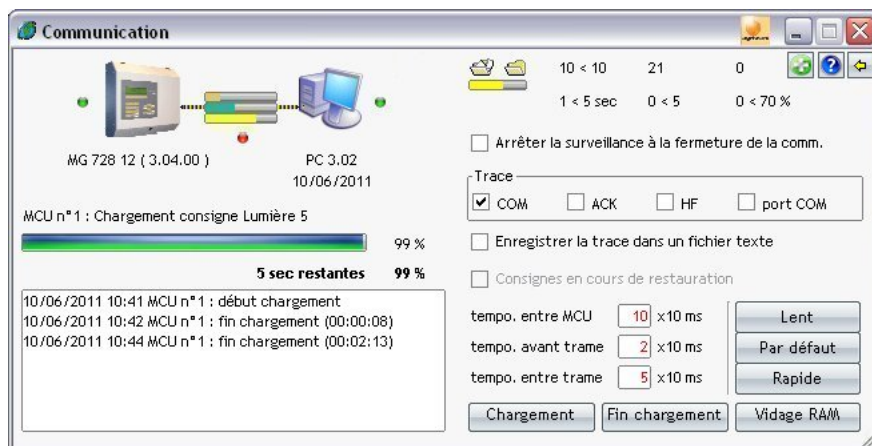 Communication
10 < 10 21 0
1 < 5 sec 0 < 5 0 < 70 %
MG 728 12 ( 3.04.00 ) PC 3.02
10/06/2011
Arrêter la surveillance à la fermeture de la comm.
Trace
COM ACK HF port COM
MCU n°1 : Chargement consigne Lumière 5
99 %
Enregistrer la trace dans un fichier texte
5 sec restantes 99 %
Consignes en cours de restauration
10/06/2011 10:41 MCU n°1 : début chargement
10/06/2011 10:42 MCU n°1 : fin chargement (00:00:08)
10/06/2011 10:44 MCU n°1 : fin chargement (00:02:13)
tempo. entre MCU 10 x10 ms Lent
tempo. avant trame 2 x10 ms Par défaut
tempo. entre trame 5 x10 ms Rapide
Chargement Fin chargement Vidage RAM